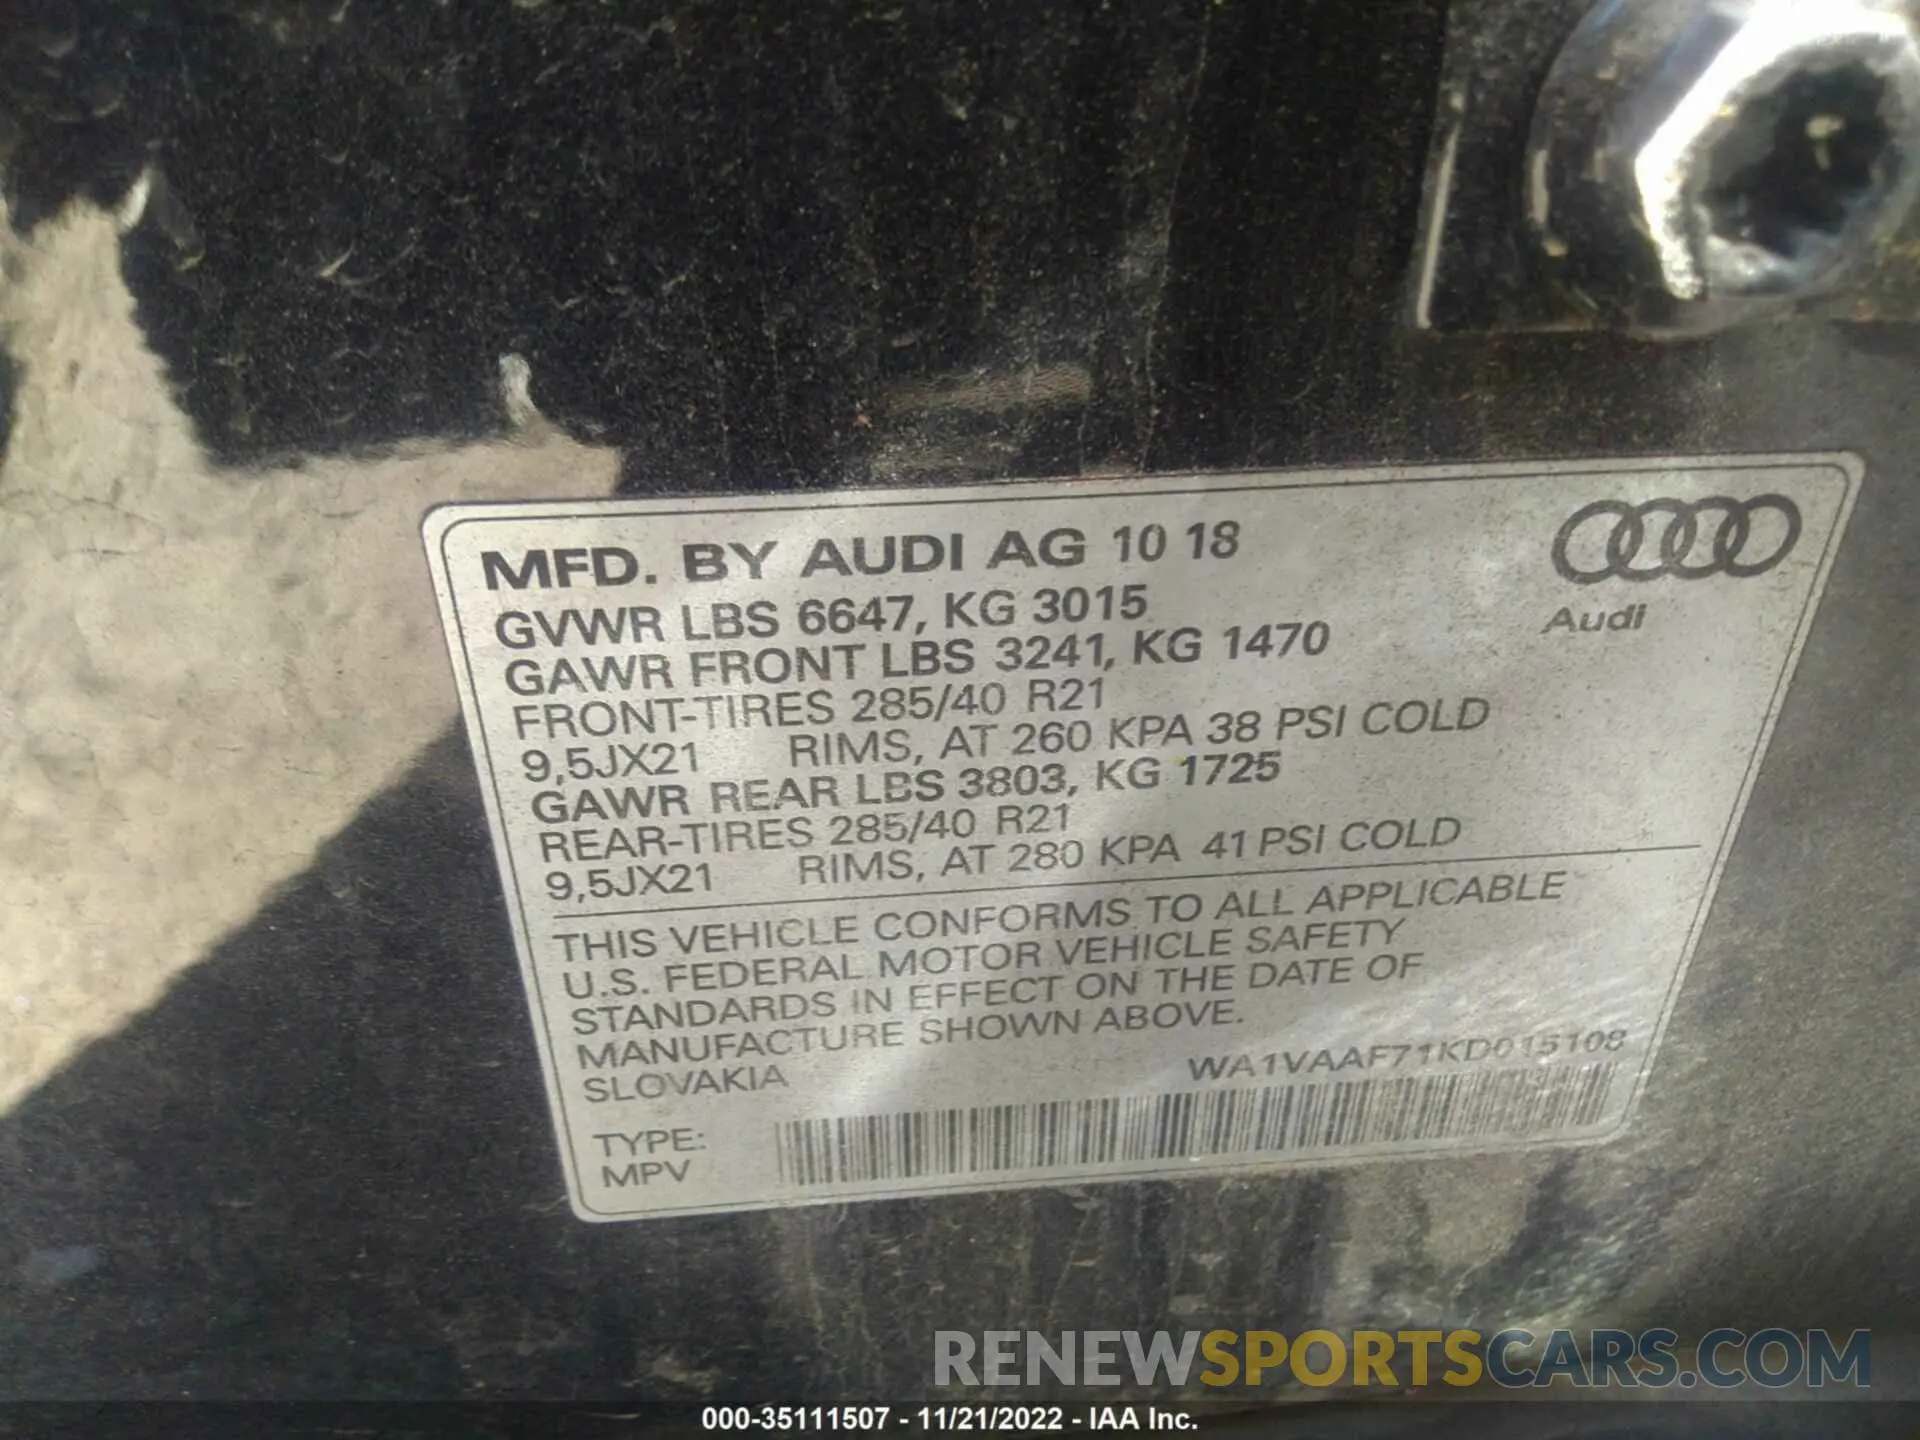 MFD. BY AUDI AG 10 18
GVWR LBS 6647, KG 3015
GAWR FRONT LBS 3241, KG 1470
FRONT-TIRES 285/40 R21
9,5JX21 RIMS, AT 260 KPA 38 PSI COLD
GAWR REAR LBS 3803, KG 1725
REAR-TIRES 285/40 R21
9,5JX21 RIMS, AT 280 KPA 41 PSI COLD
Audi
THIS VEHICLE CONFORMS TO ALL APPLICABLE
U.S. FEDERAL MOTOR VEHICLE SAFETY
STANDARDS IN EFFECT ON THE DATE OF
MANUFACTURE SHOWN ABOVE.
SLOVAKIA
WA1VAAF71KD015108
TYPE:
MPV
RENEWSPORTSCARS.COM
000-35111507 - 11/21/2022 - IAA Inc.